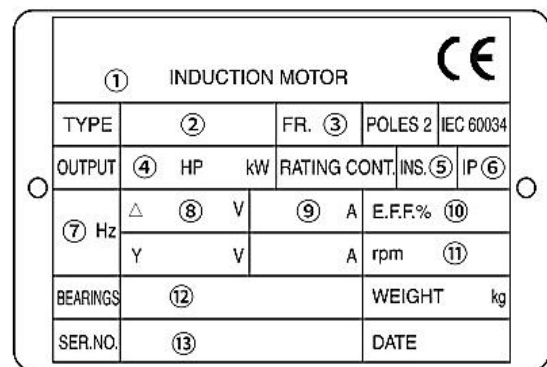 CE
① INDUCTION MOTOR
TYPE ② FR. ③ POLES 2 IEC 60034
OUTPUT ④ HP kW RATING CONT. INS. ⑤ IP ⑥
⑦ Hz △ ⑧ V ⑨ A E.F.F.% ⑩
Y V A rpm ⑪
BEARINGS ⑫ WEIGHT kg
SER.NO. ⑬ DATE